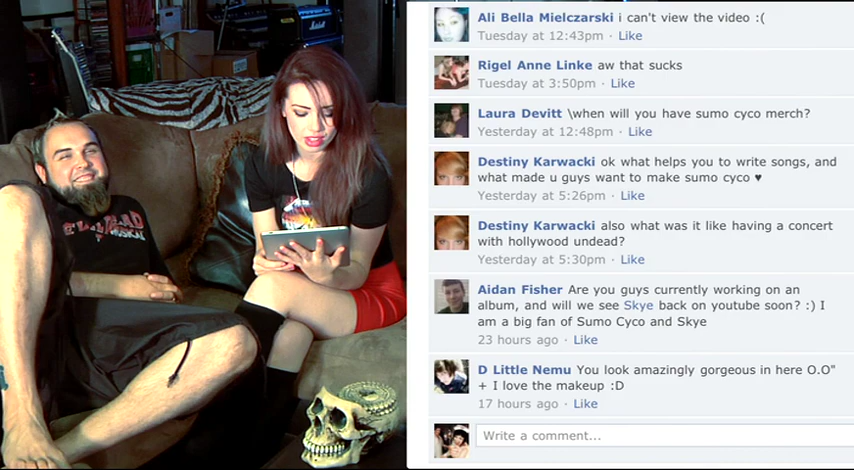 Marshall
EVIL DEAD
MUSICAL
Ali Bella Mielczarski i can't view the video :(
Tuesday at 12:43pm · Like
Rigel Anne Linke aw that sucks
Tuesday at 3:50pm · Like
Laura Devitt \when will you have sumo cyco merch?
Yesterday at 12:48pm · Like
Destiny Karwacki ok what helps you to write songs, and
what made u guys want to make sumo cyco ♥
Yesterday at 5:26pm · Like
Destiny Karwacki also what was it like having a concert
with hollywood undead?
Yesterday at 5:30pm · Like
Aidan Fisher Are you guys currently working on an
album, and will we see Skye back on youtube soon? :) I
am a big fan of Sumo Cyco and Skye
23 hours ago · Like
D Little Nemu You look amazingly gorgeous in here O.O"
+ I love the makeup :D
17 hours ago · Like
Write a comment...